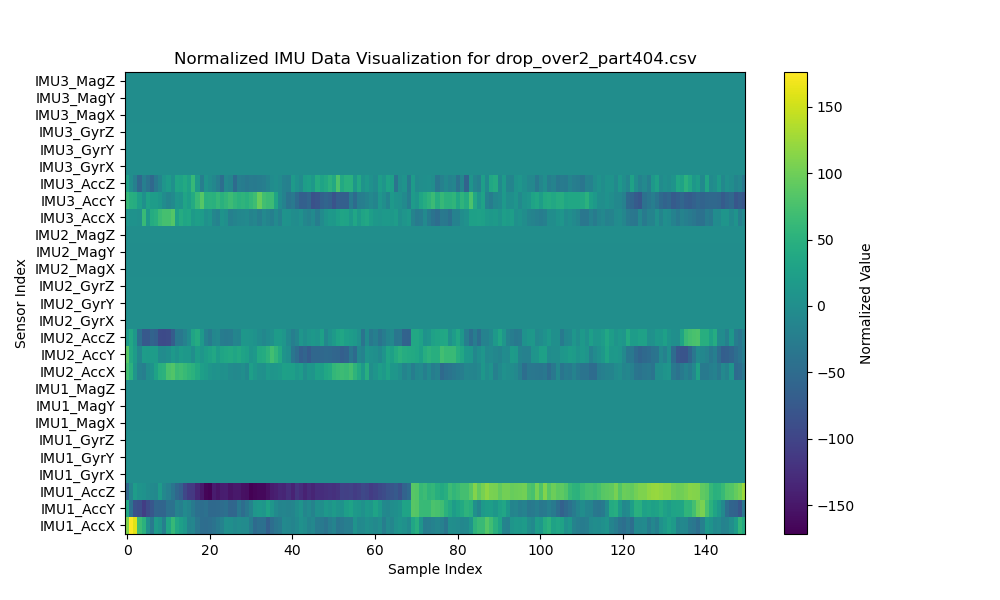 Normalized IMU Data Visualization for drop_over2_part404.csv
Sensor Index
IMU3_MagZ
IMU3_MagY
IMU3_MagX
IMU3_GyrZ
IMU3_GyrY
IMU3_GyrX
IMU3_AccZ
IMU3_AccY
IMU3_AccX
IMU2_MagZ
IMU2_MagY
IMU2_MagX
IMU2_GyrZ
IMU2_GyrY
IMU2_GyrX
IMU2_AccZ
IMU2_AccY
IMU2_AccX
IMU1_MagZ
IMU1_MagY
IMU1_MagX
IMU1_GyrZ
IMU1_GyrY
IMU1_GyrX
IMU1_AccZ
IMU1_AccY
IMU1_AccX
0 20 40 60 80 100 120 140
Sample Index
150
100
50
0
−50
−100
−150
Normalized Value